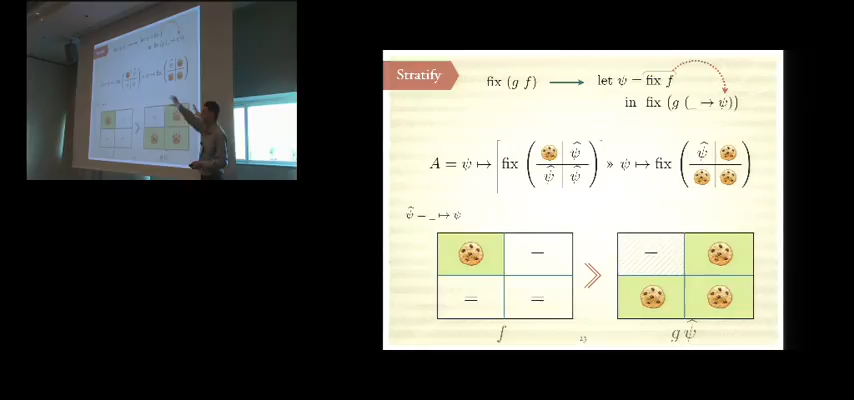 Stratify
fix (g f) ⟶ let ψ = fix f
in fix (g (_ → ψ))
A = ψ ↦ [ fix ( ψ̂ ψ̂ ψ̂ ) » ψ ↦ fix ( ψ̂ )
ψ̂ = _ ↦ ψ
f
g ψ̂
23